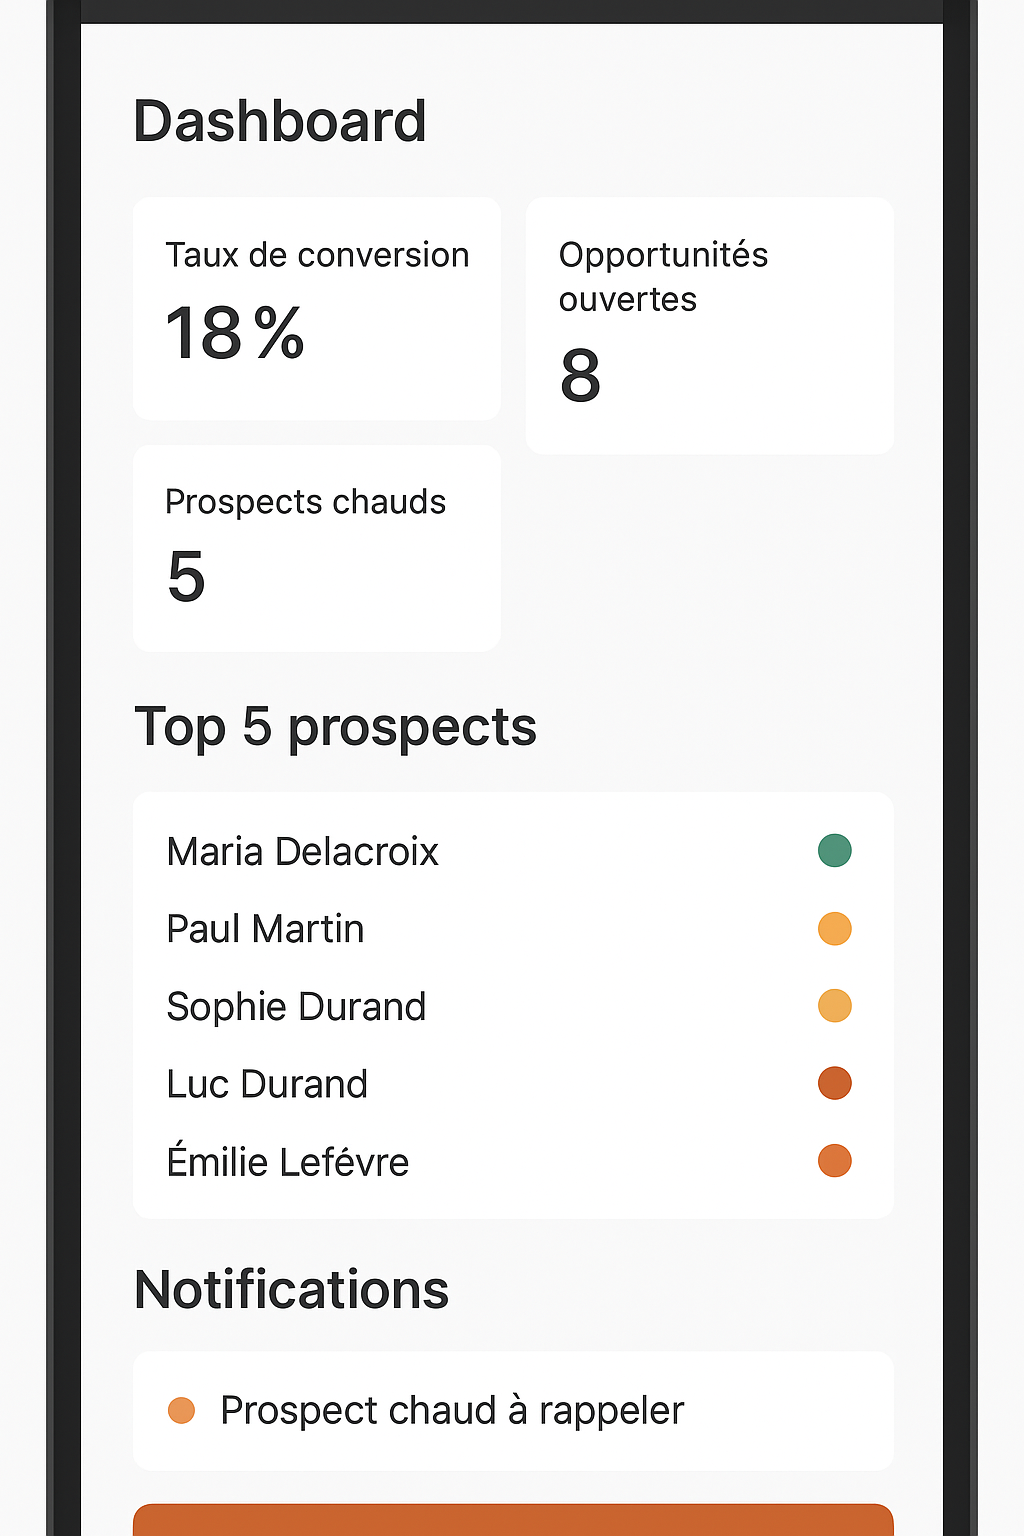 Dashboard
Taux de conversion
18 %
Opportunités
ouvertes
8
Prospects chauds
5
Top 5 prospects
Maria Delacroix
Paul Martin
Sophie Durand
Luc Durand
Émilie Lefévre
Notifications
Prospect chaud à rappeler